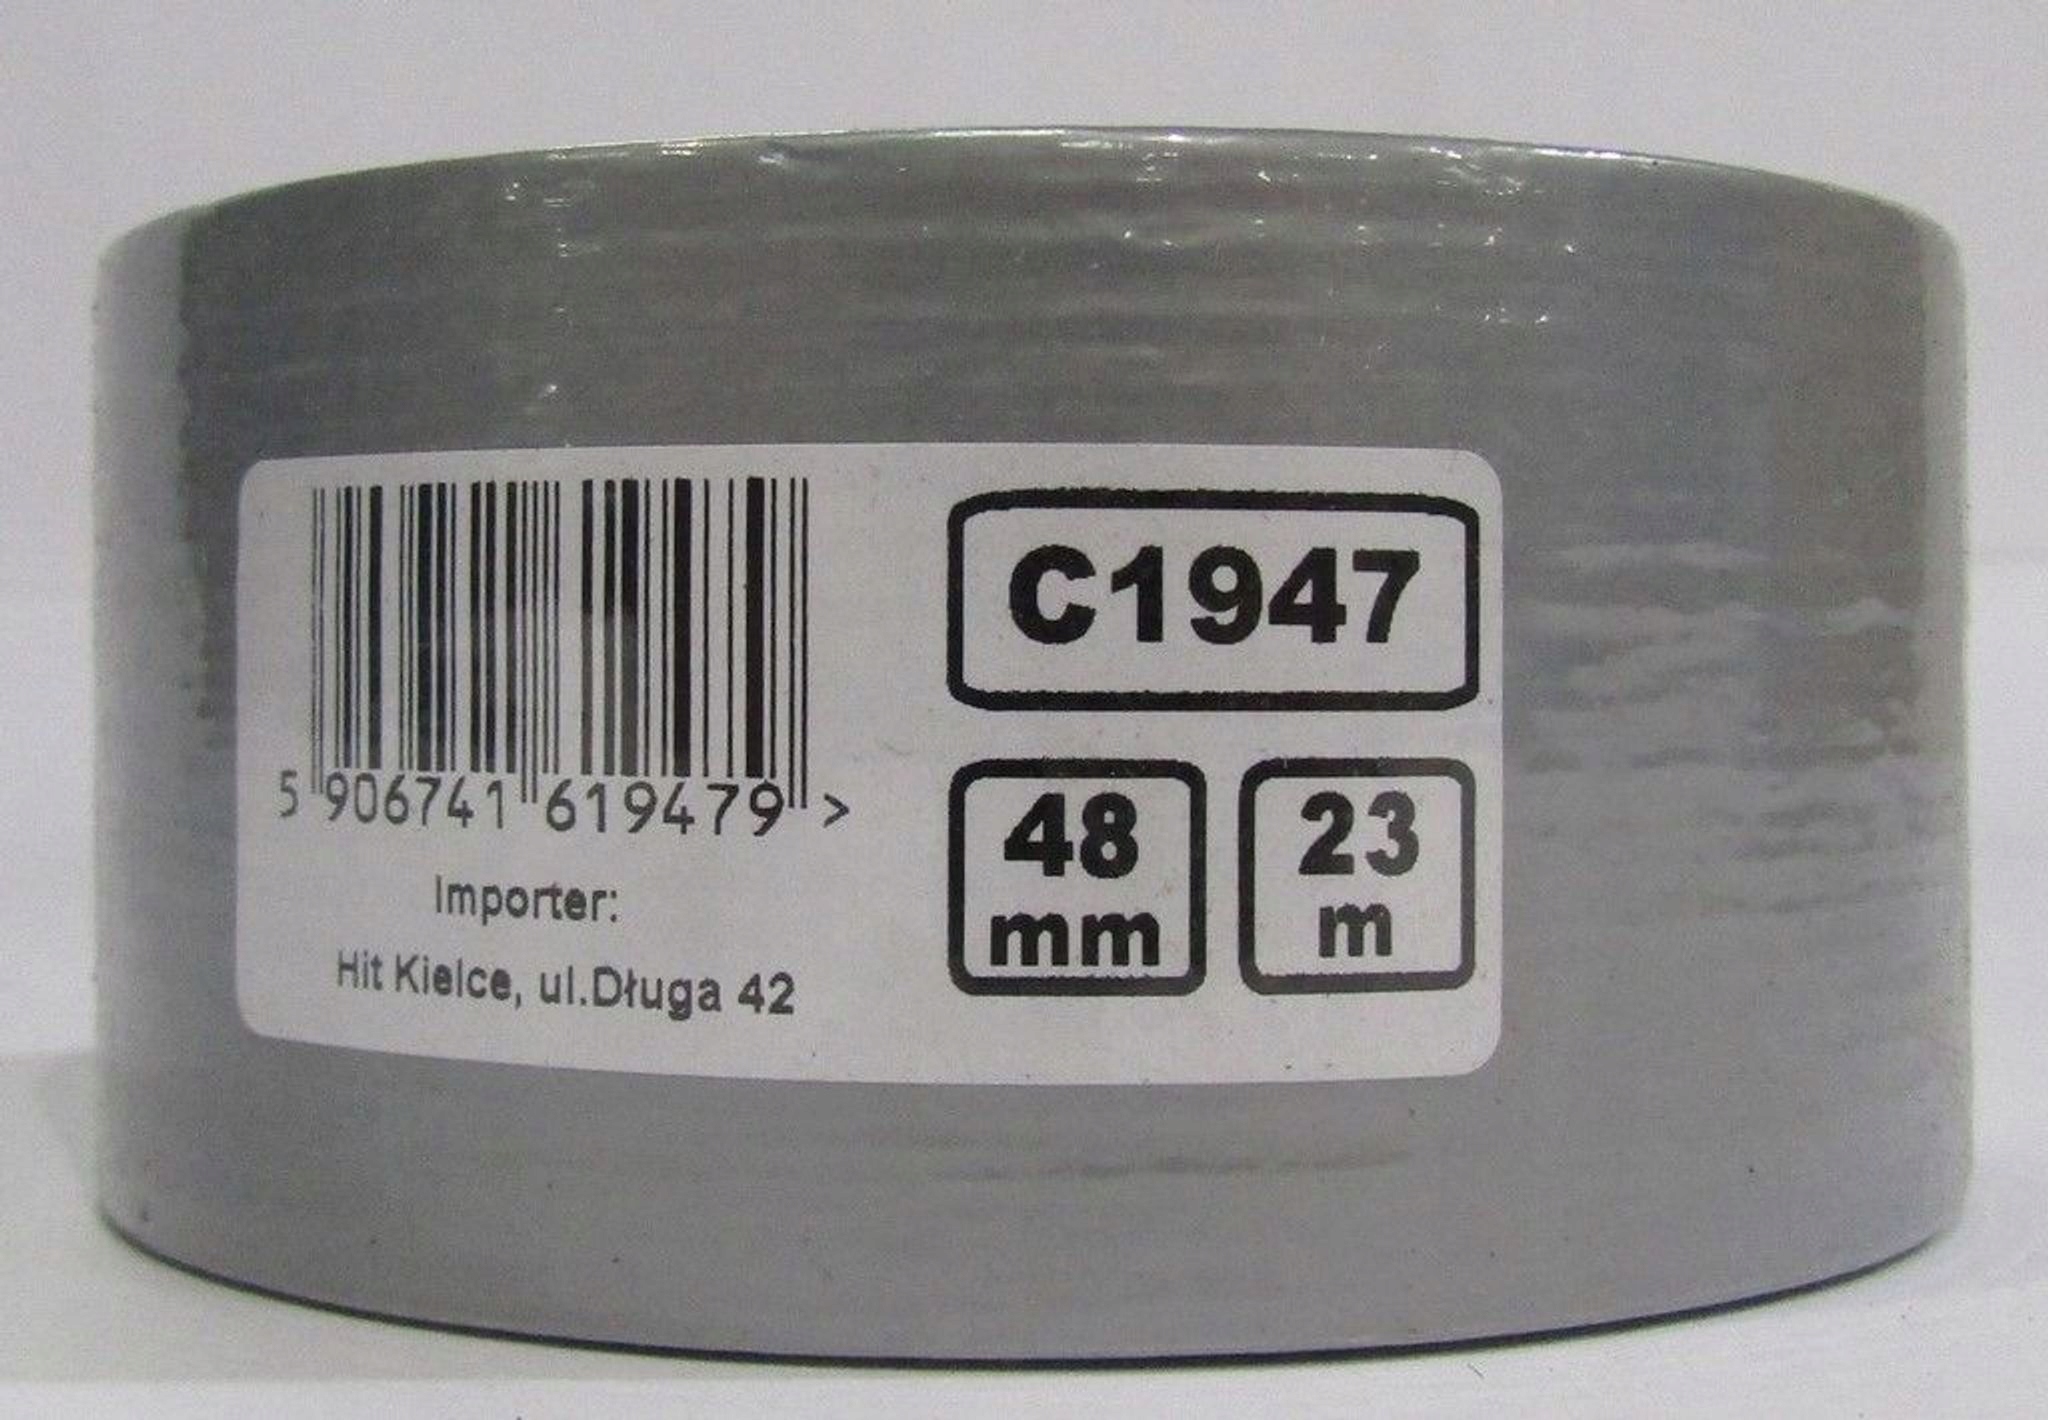 5 906741 619479 >
Importer:
Hit Kielce, ul.Długa 42
C1947
48
mm
23
m